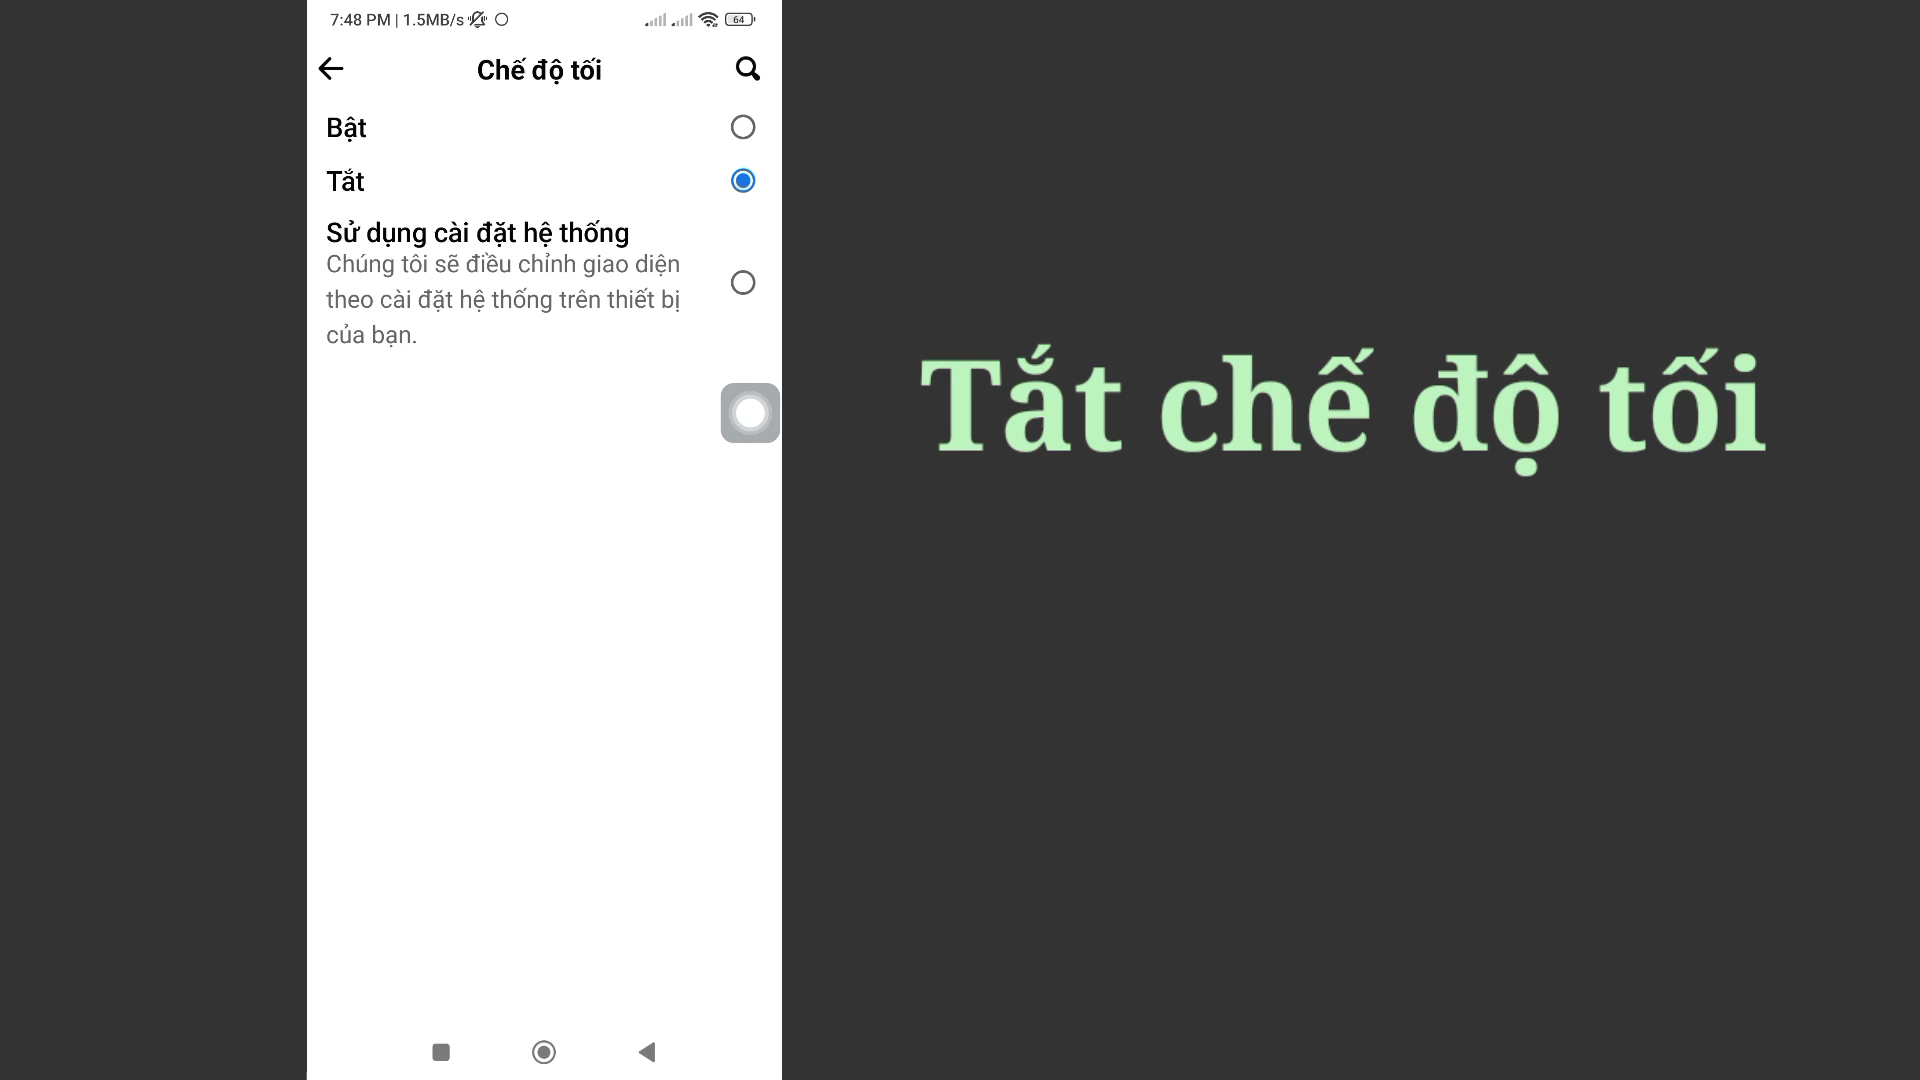 7:48 PM | 1.5MB/s
64
Chế độ tối
Bật
Tắt
Sử dụng cài đặt hệ thống
Chúng tôi sẽ điều chỉnh giao diện
theo cài đặt hệ thống trên thiết bị
của bạn.
Tắt chế độ tối